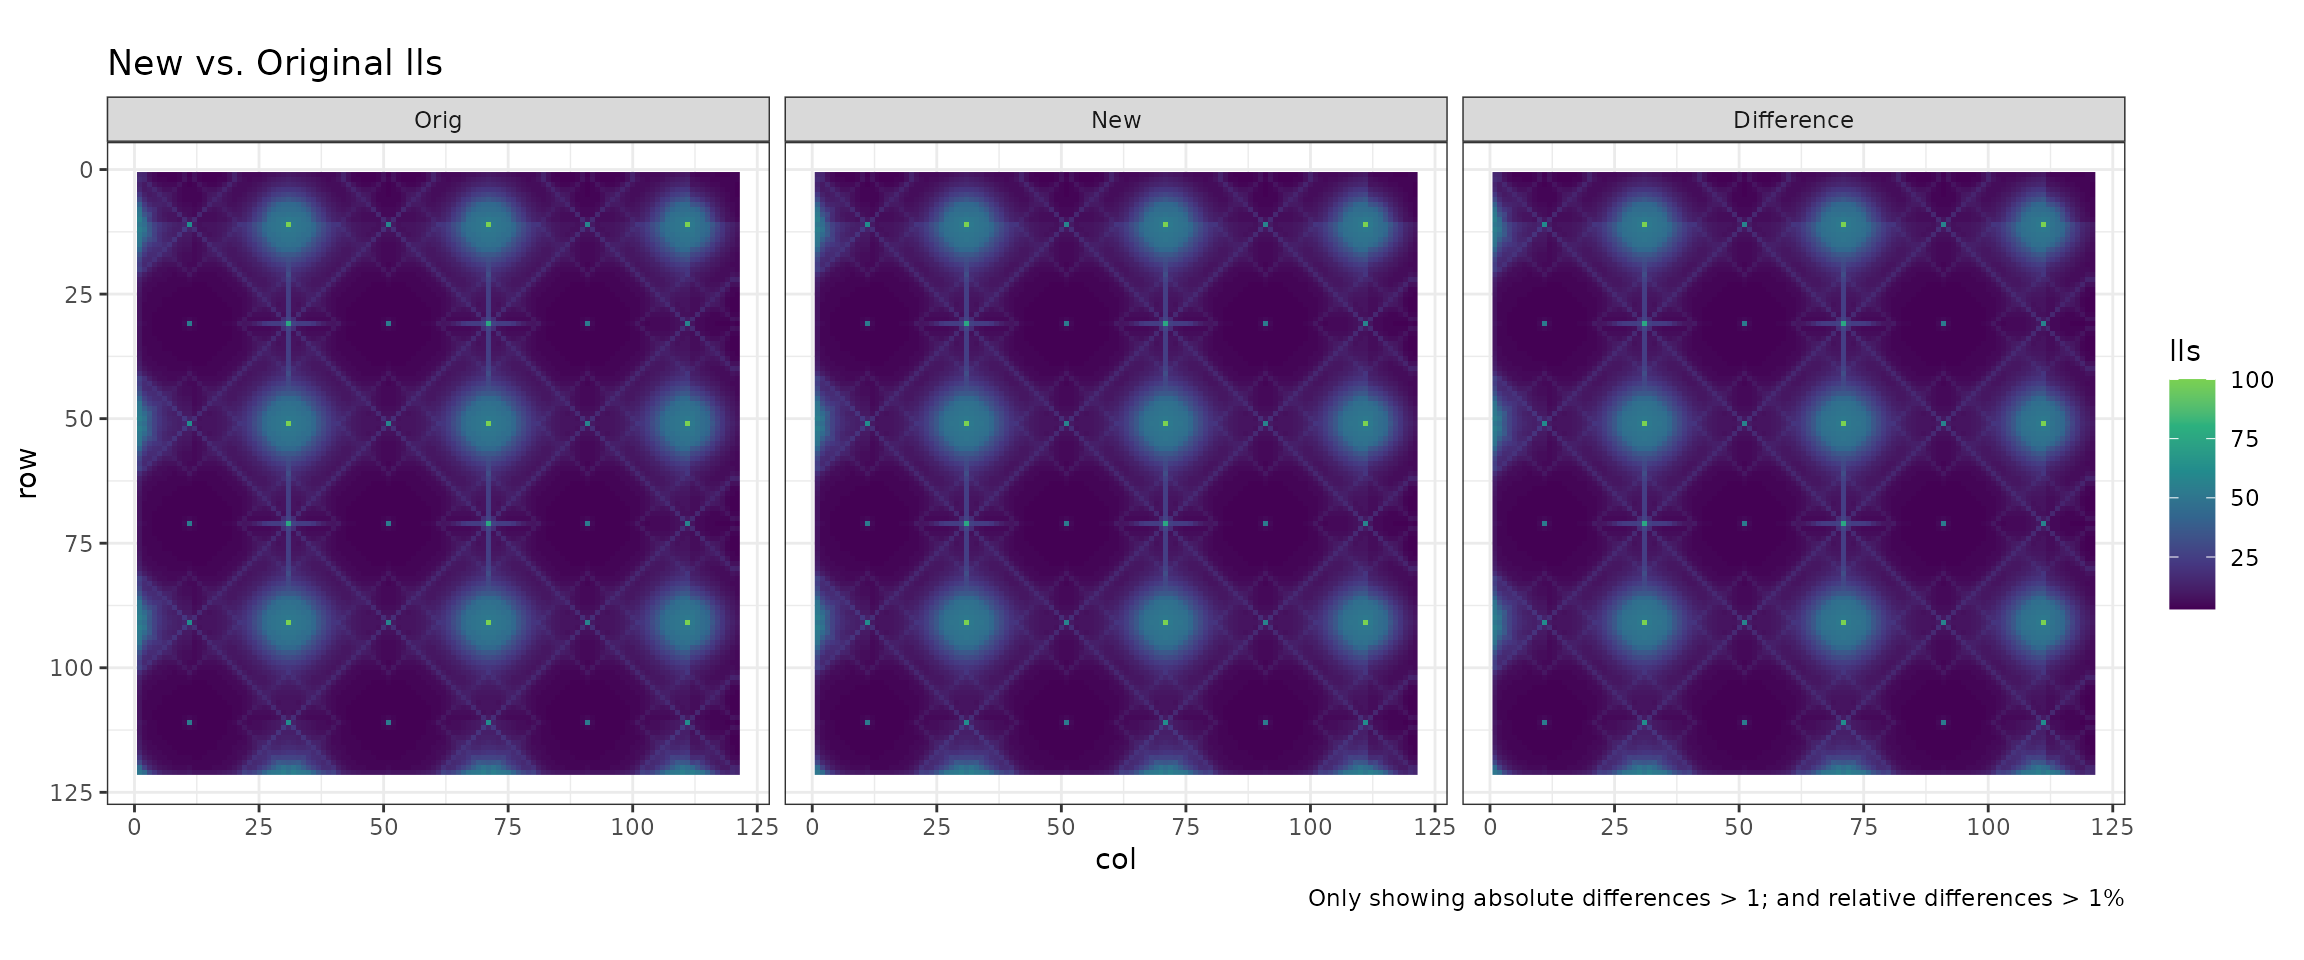 New vs. Original lls
Orig
New
Difference
row
0
25
50
75
100
125
0 25 50 75 100 125
0 25 50 75 100 125
0 25 50 75 100 125
col
lls
100
75
50
25
Only showing absolute differences > 1; and relative differences > 1%